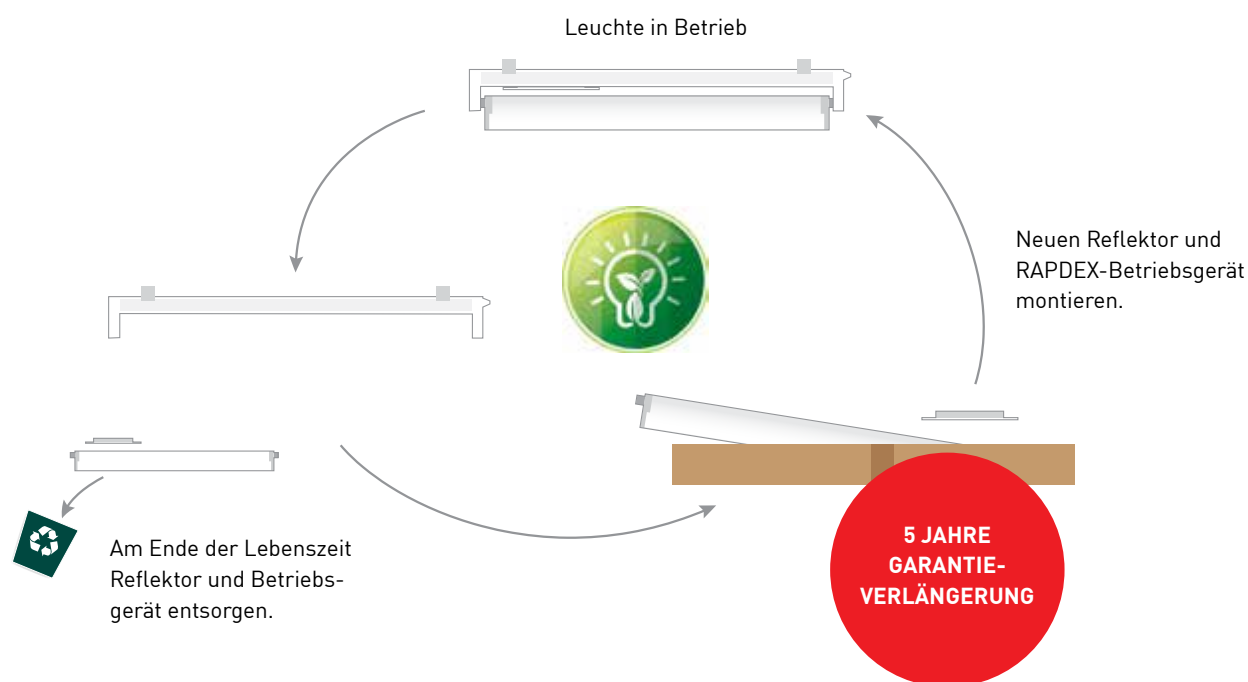 Leuchte in Betrieb
Neuen Reflektor und
RAPDEX-Betriebsgerät
montieren.
5 JAHRE
GARANTIE-
VERLÄNGERUNG
Am Ende der Lebenszeit
Reflektor und Betriebs-
gerät entsorgen.